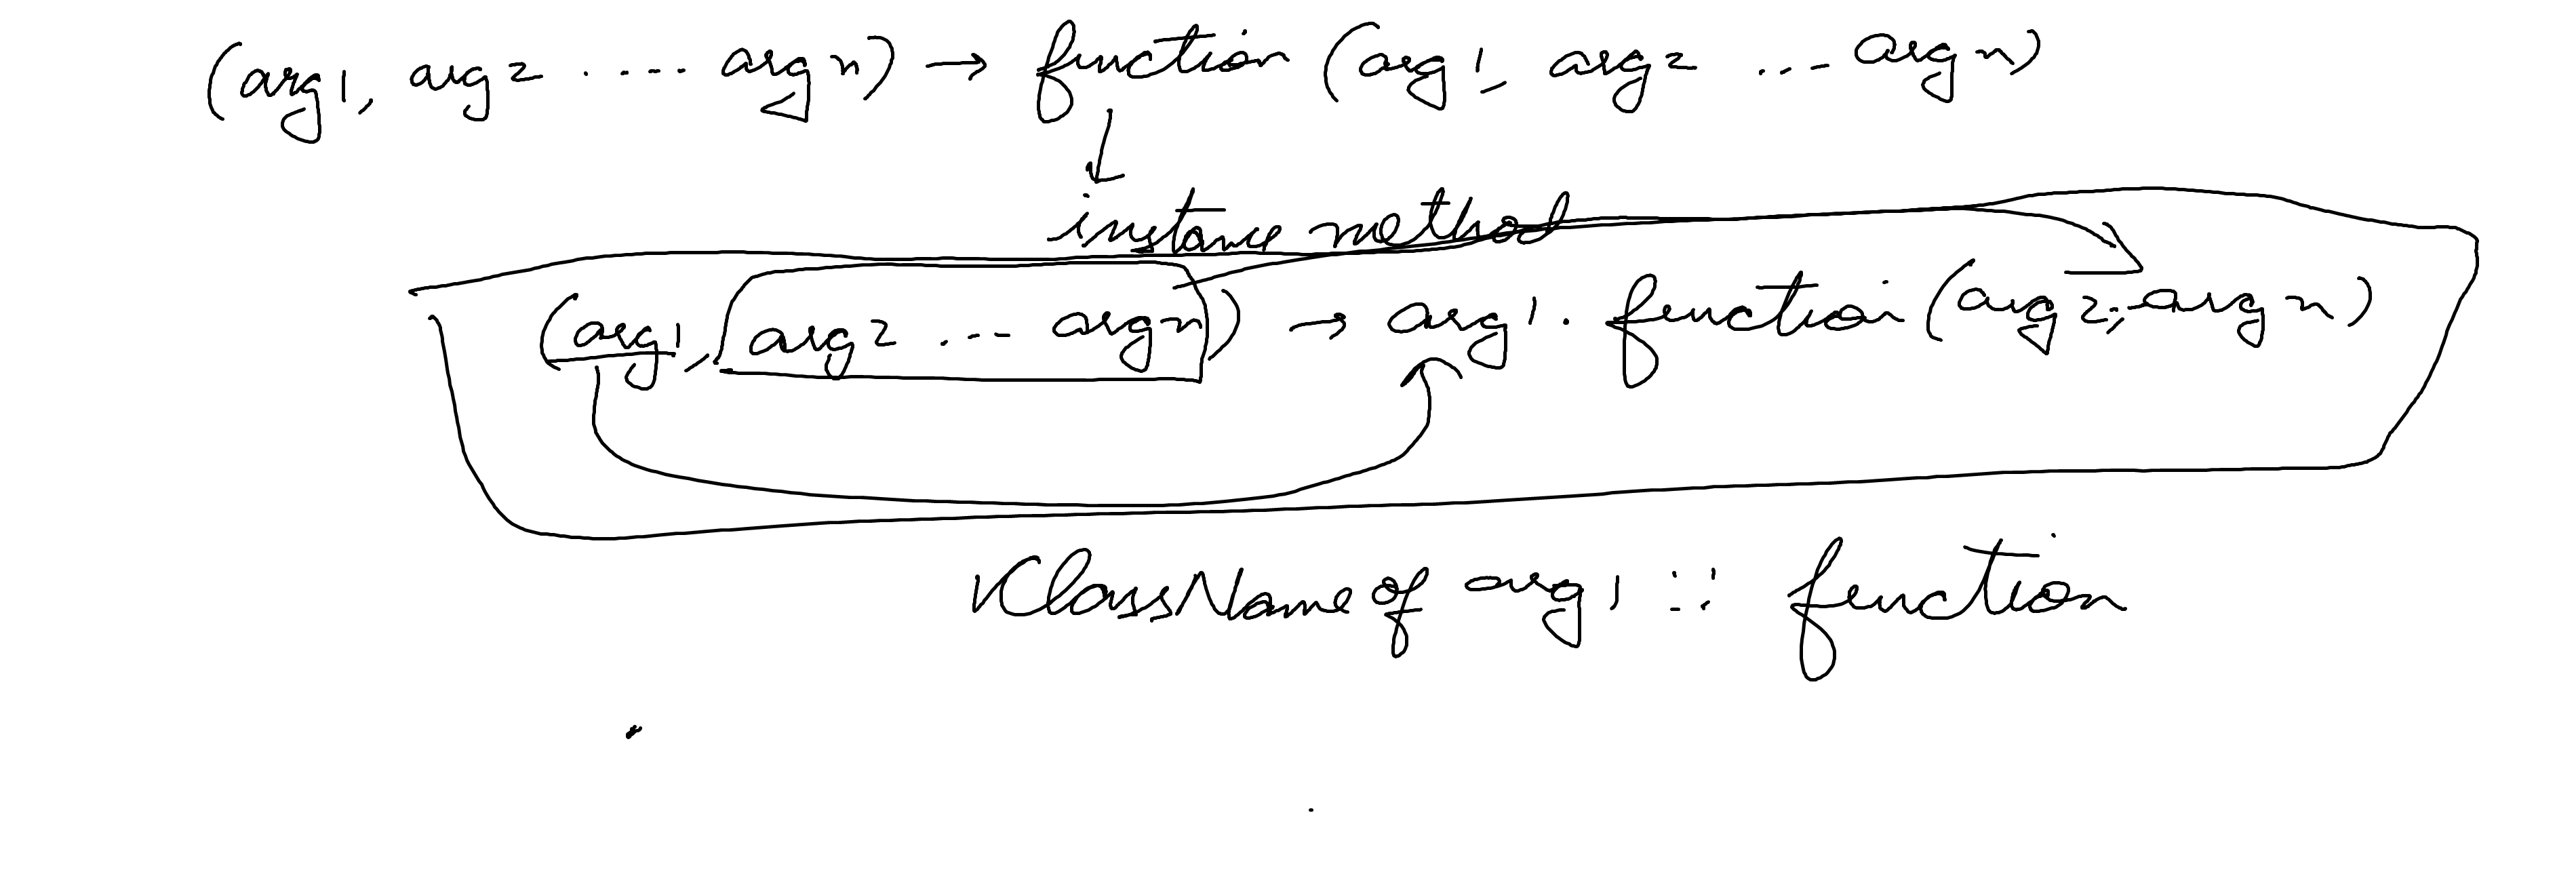 (arg1, arg2 ..... argn) → function (arg1, arg2 ... argn)
↓
instance method
(arg1, arg2 ... argn) → arg1. function (arg2, argn)
ClassName of arg1 :: function